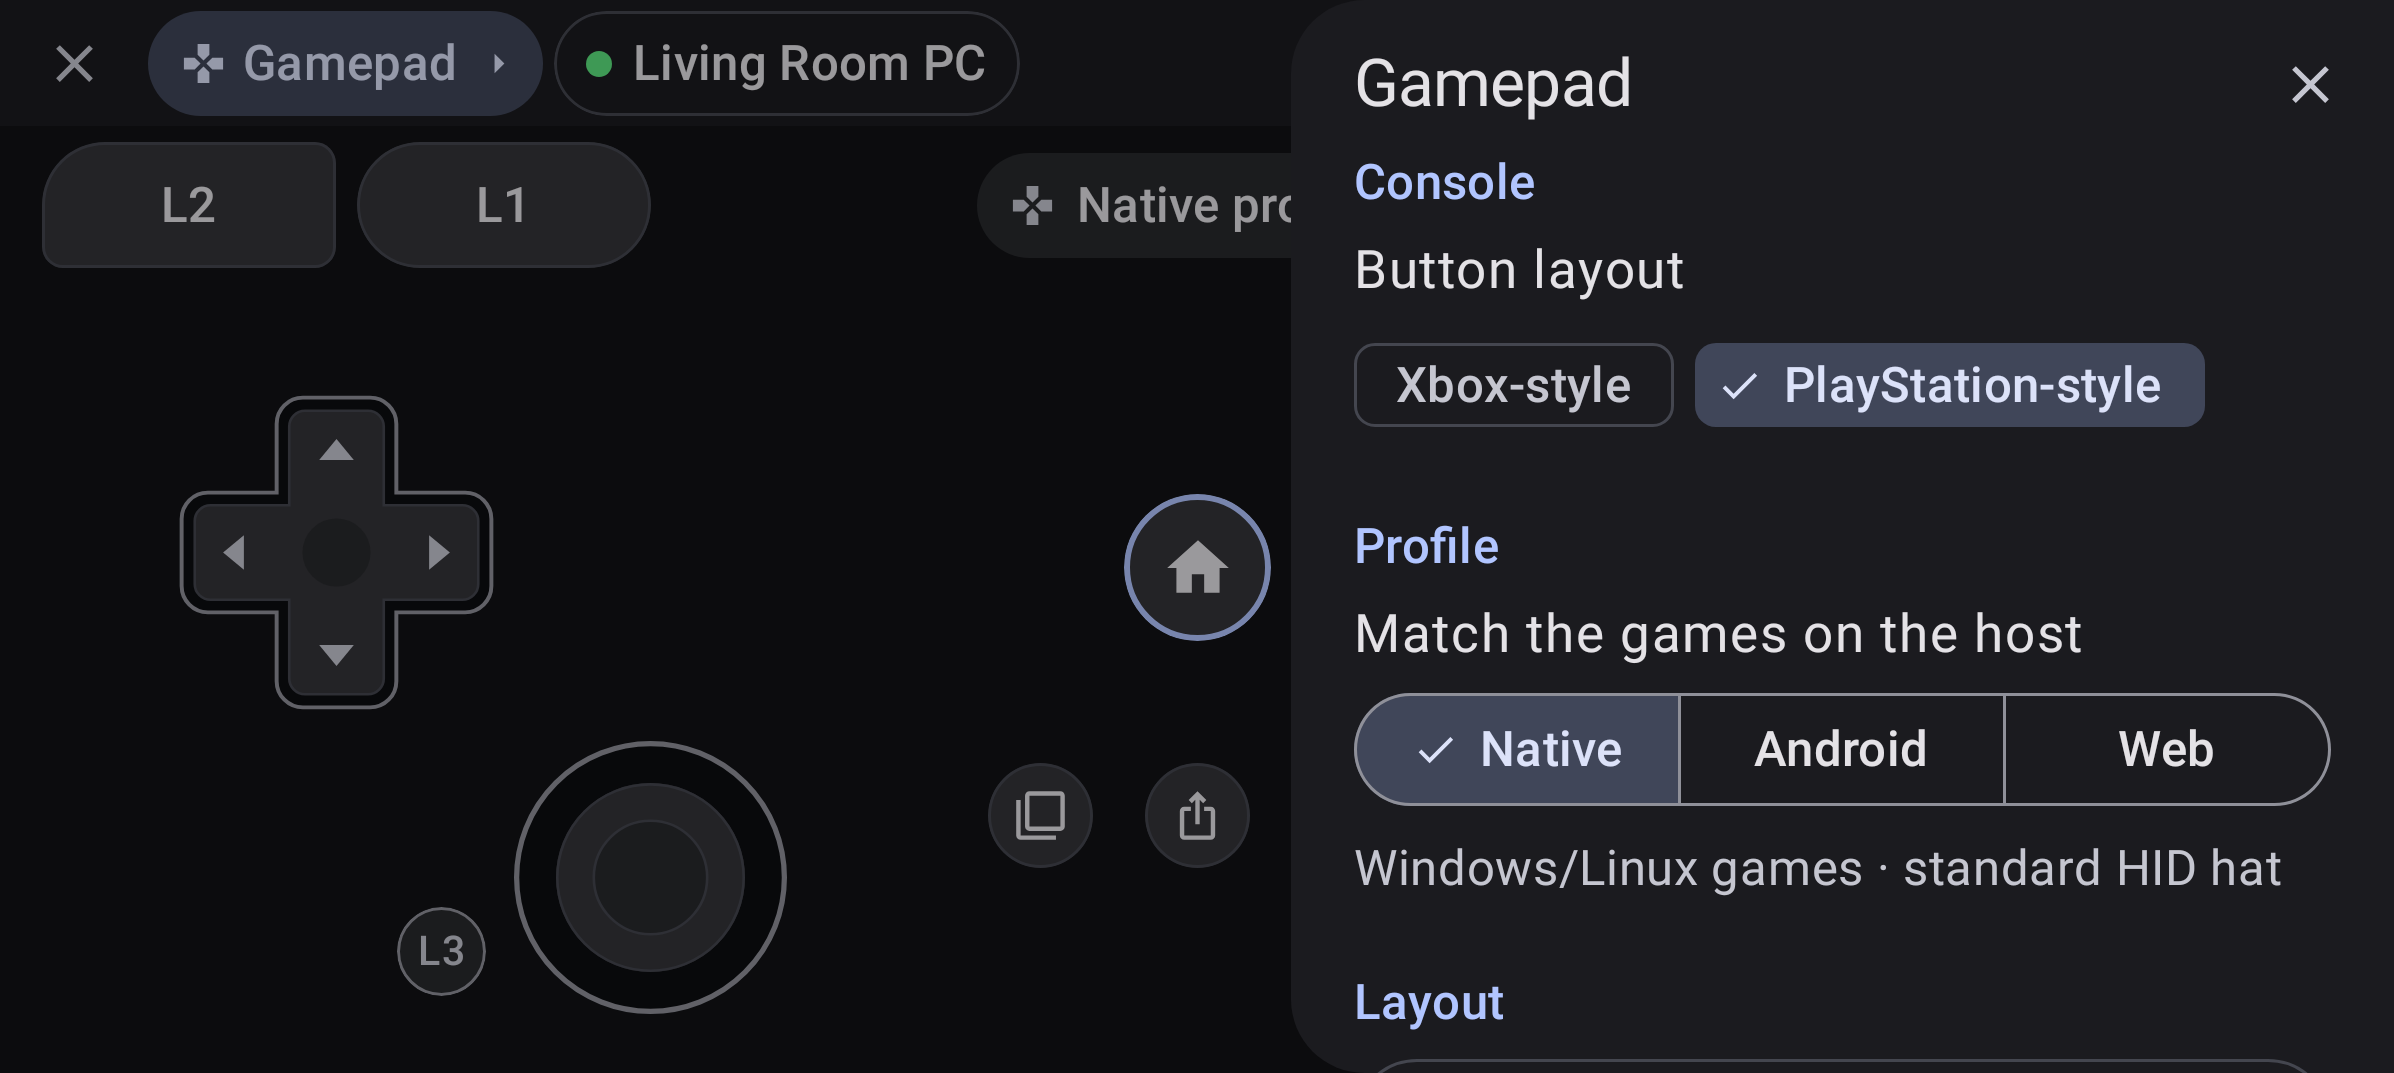 Gamepad
Living Room PC
L2
L1
Native pro
L3
Gamepad
Console
Button layout
Xbox-style
PlayStation-style
Profile
Match the games on the host
Native
Android
Web
Windows/Linux games · standard HID hat
Layout